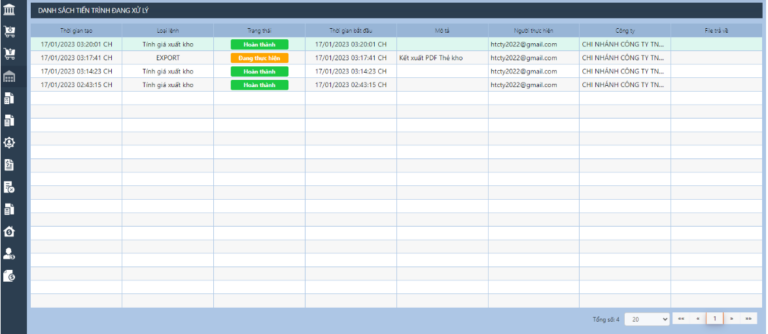 DANH SÁCH TIẾN TRÌNH ĐANG XỬ LÝ
Thời gian tạo Loại lệnh Trạng thái Thời gian bắt đầu Mô tả Người thực hiện Công ty File trả về
17/01/2023 03:20:01 CH Tính giá xuất kho Hoàn thành 17/01/2023 03:20:01 CH htcty2022@gmail.com CHI NHÁNH CÔNG TY TN...
17/01/2023 03:17:41 CH EXPORT Đang thực hiện 17/01/2023 03:17:41 CH Kết xuất PDF Thẻ kho htcty2022@gmail.com CHI NHÁNH CÔNG TY TN...
17/01/2023 03:14:23 CH Tính giá xuất kho Hoàn thành 17/01/2023 03:14:23 CH htcty2022@gmail.com CHI NHÁNH CÔNG TY TN...
17/01/2023 02:43:15 CH Tính giá xuất kho Hoàn thành 17/01/2023 02:43:15 CH htcty2022@gmail.com CHI NHÁNH CÔNG TY TN...
Tổng số: 4 20 1